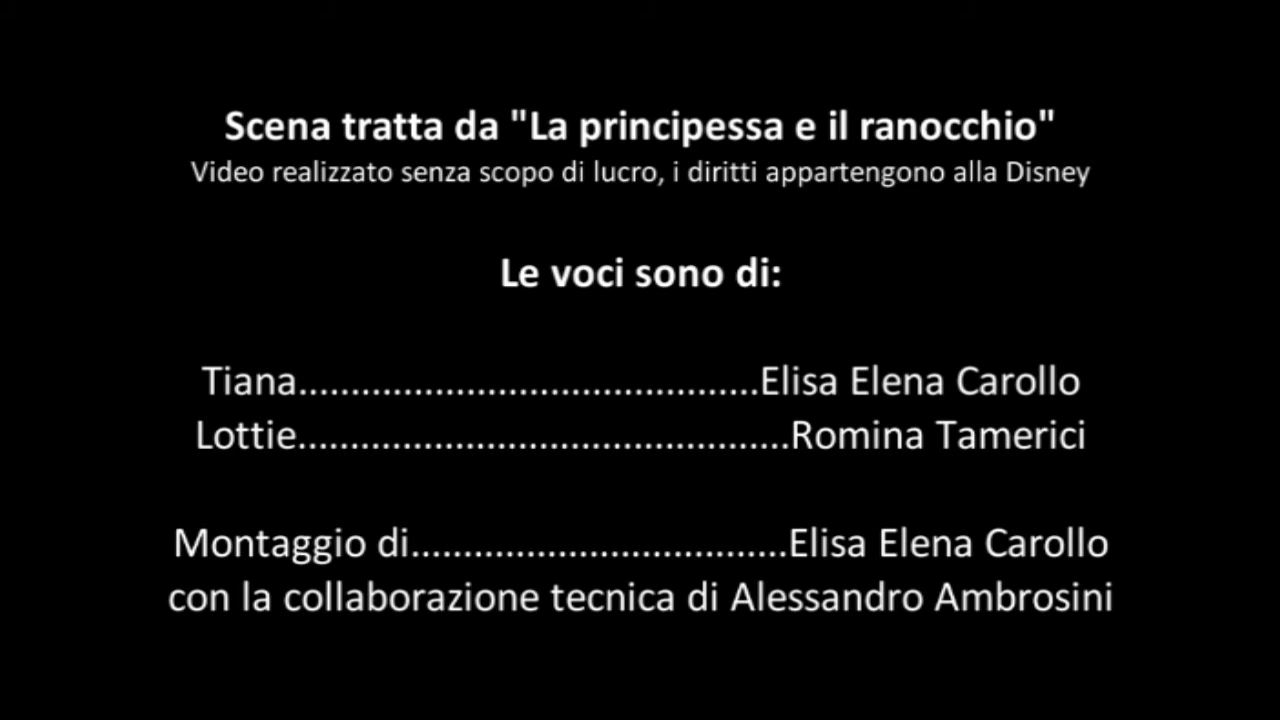 Scena tratta da "La principessa e il ranocchio"
Video realizzato senza scopo di lucro, i diritti appartengono alla Disney
Le voci sono di:
Tiana............................................Elisa Elena Carollo
Lottie...............................................Romina Tamerici
Montaggio di....................................Elisa Elena Carollo
con la collaborazione tecnica di Alessandro Ambrosini